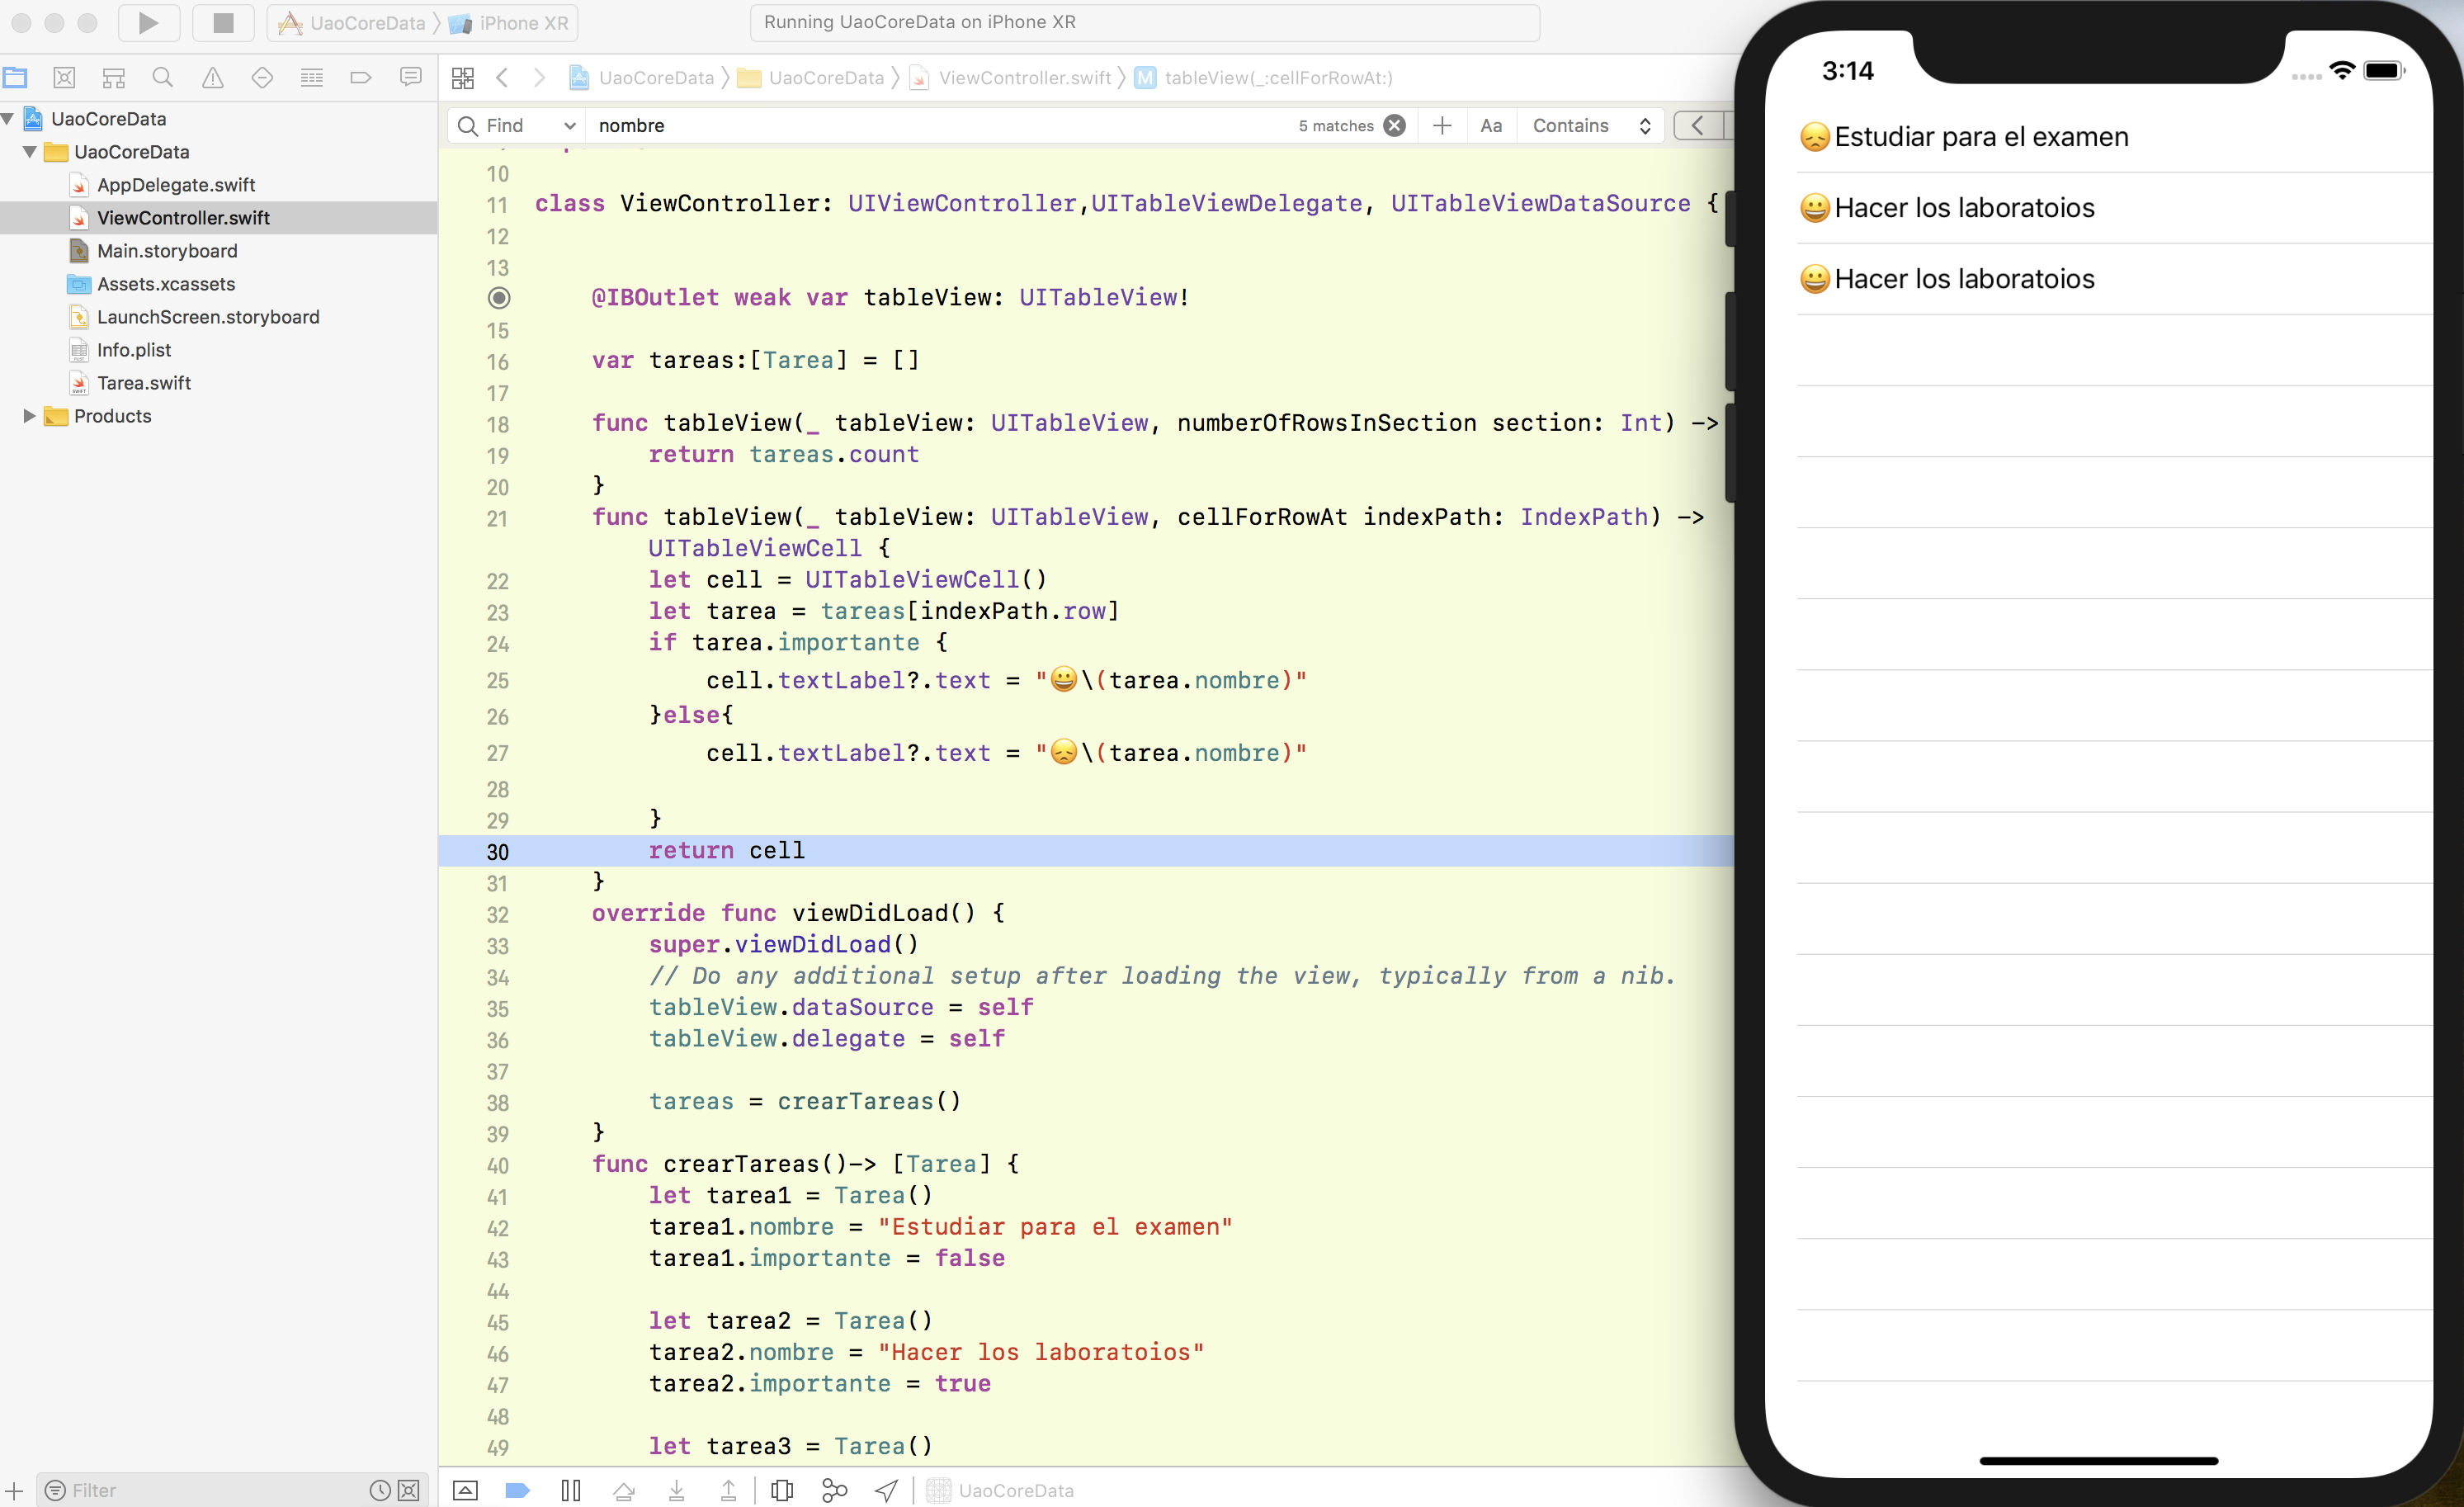 UaoCoreData 〉 iPhone XR
Running UaoCoreData on iPhone XR
UaoCoreData 〉 UaoCoreData 〉 ViewController.swift 〉 M tableView(_:cellForRowAt:)
Find nombre 5 matches Aa Contains
UaoCoreData
UaoCoreData
AppDelegate.swift
ViewController.swift
Main.storyboard
Assets.xcassets
LaunchScreen.storyboard
Info.plist
Tarea.swift
Products
Filter
10
11 class ViewController: UIViewController,UITableViewDelegate, UITableViewDataSource {
12
13
@IBOutlet weak var tableView: UITableView!
15
16 var tareas:[Tarea] = []
17
18 func tableView(_ tableView: UITableView, numberOfRowsInSection section: Int) ->
19 return tareas.count
20 }
21 func tableView(_ tableView: UITableView, cellForRowAt indexPath: IndexPath) ->
UITableViewCell {
22 let cell = UITableViewCell()
23 let tarea = tareas[indexPath.row]
24 if tarea.importante {
25 cell.textLabel?.text = "😀\(tarea.nombre)"
26 }else{
27 cell.textLabel?.text = "😞\(tarea.nombre)"
28
29 }
30 return cell
31 }
32 override func viewDidLoad() {
33 super.viewDidLoad()
34 // Do any additional setup after loading the view, typically from a nib.
35 tableView.dataSource = self
36 tableView.delegate = self
37
38 tareas = crearTareas()
39 }
40 func crearTareas()-> [Tarea] {
41 let tarea1 = Tarea()
42 tarea1.nombre = "Estudiar para el examen"
43 tarea1.importante = false
44
45 let tarea2 = Tarea()
46 tarea2.nombre = "Hacer los laboratoios"
47 tarea2.importante = true
48
49 let tarea3 = Tarea()
UaoCoreData
3:14
😞Estudiar para el examen
😀Hacer los laboratoios
😀Hacer los laboratoios